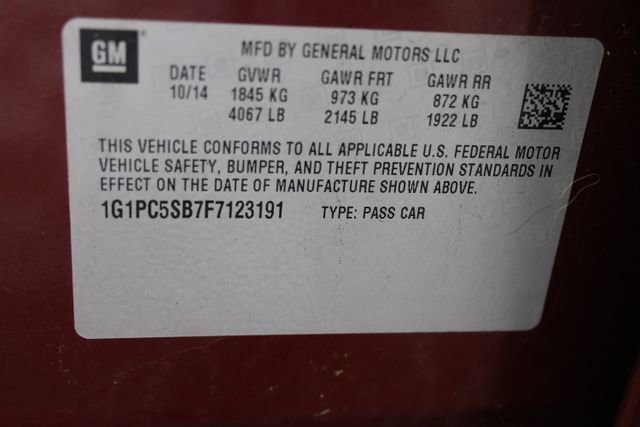 GM
MFD BY GENERAL MOTORS LLC
DATE GVWR GAWR FRT GAWR RR
10/14 1845 KG 973 KG 872 KG
4067 LB 2145 LB 1922 LB
THIS VEHICLE CONFORMS TO ALL APPLICABLE U.S. FEDERAL MOTOR
VEHICLE SAFETY, BUMPER, AND THEFT PREVENTION STANDARDS IN
EFFECT ON THE DATE OF MANUFACTURE SHOWN ABOVE.
1G1PC5SB7F7123191 TYPE: PASS CAR